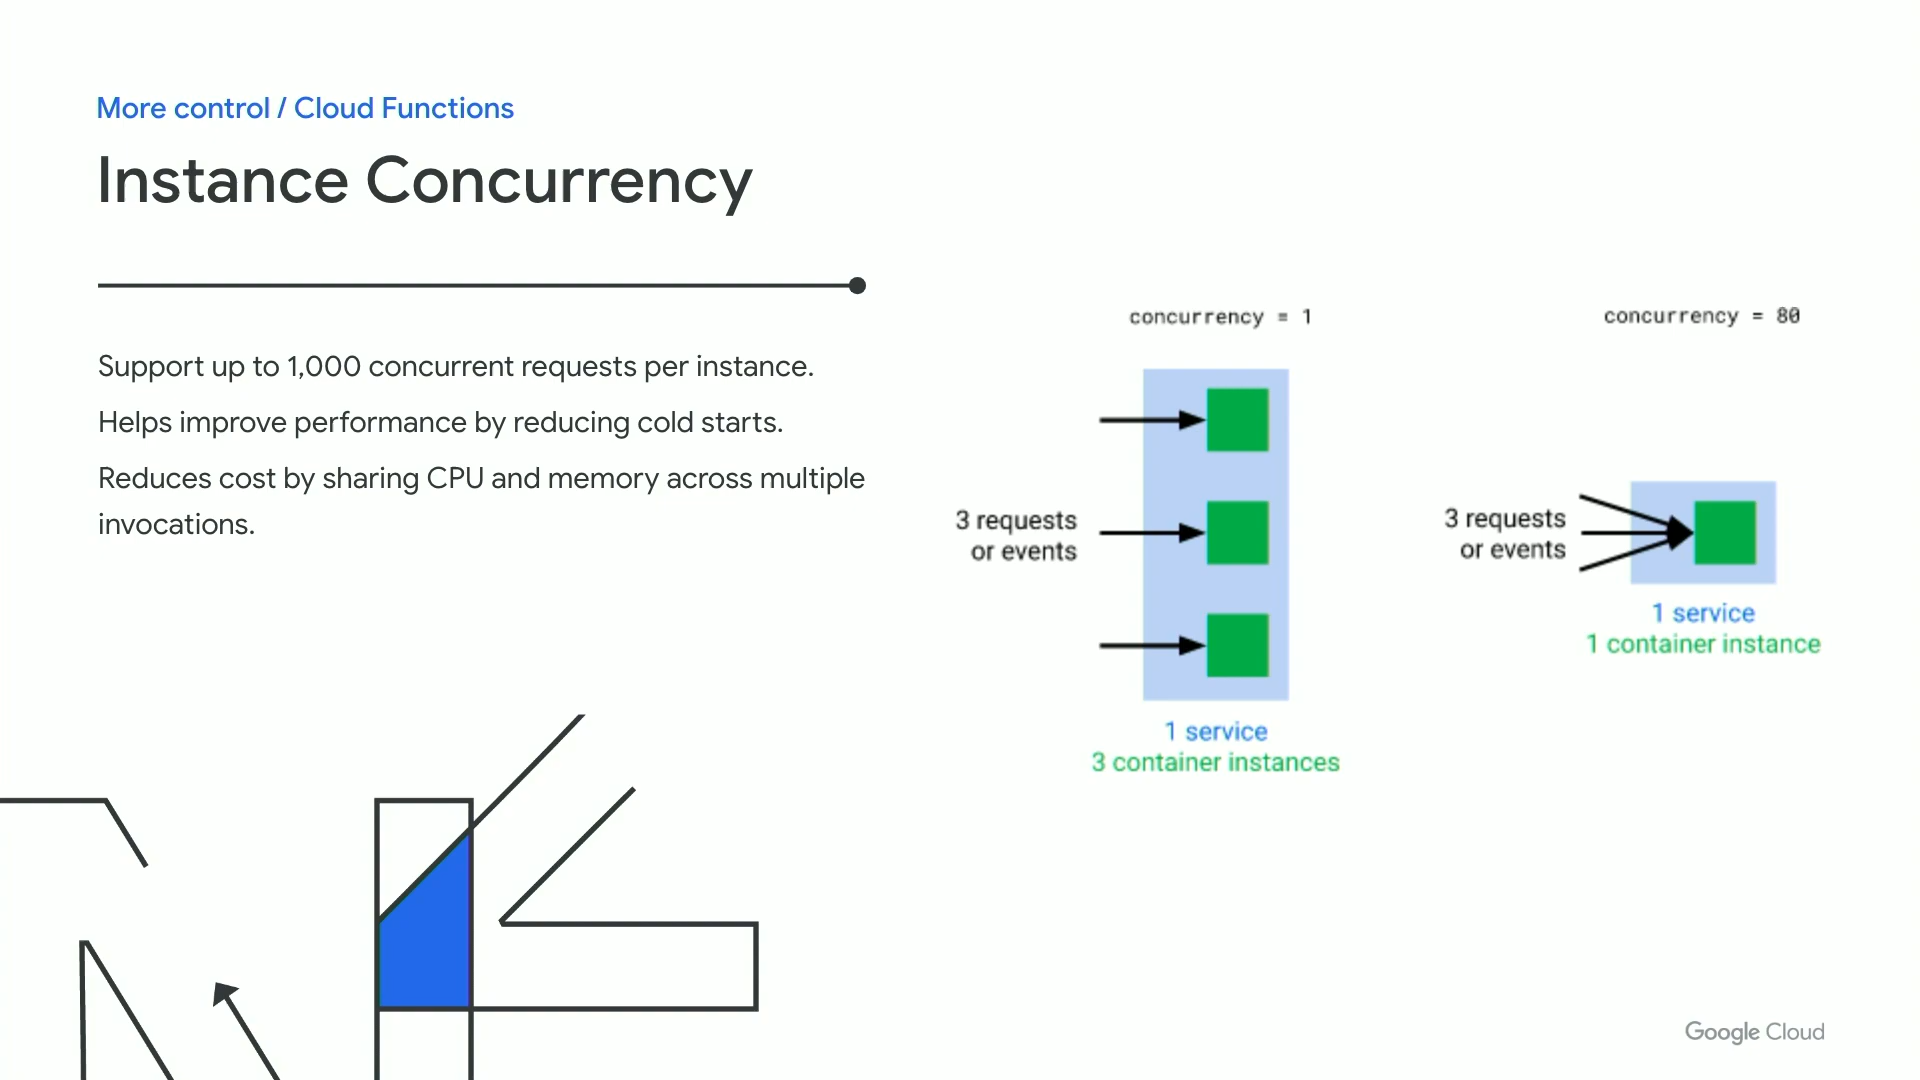 More control / Cloud Functions
Instance Concurrency
Support up to 1,000 concurrent requests per instance.
Helps improve performance by reducing cold starts.
Reduces cost by sharing CPU and memory across multiple
invocations.
concurrency = 1
3 requests
or events
1 service
3 container instances
concurrency = 80
3 requests
or events
1 service
1 container instance
Google Cloud